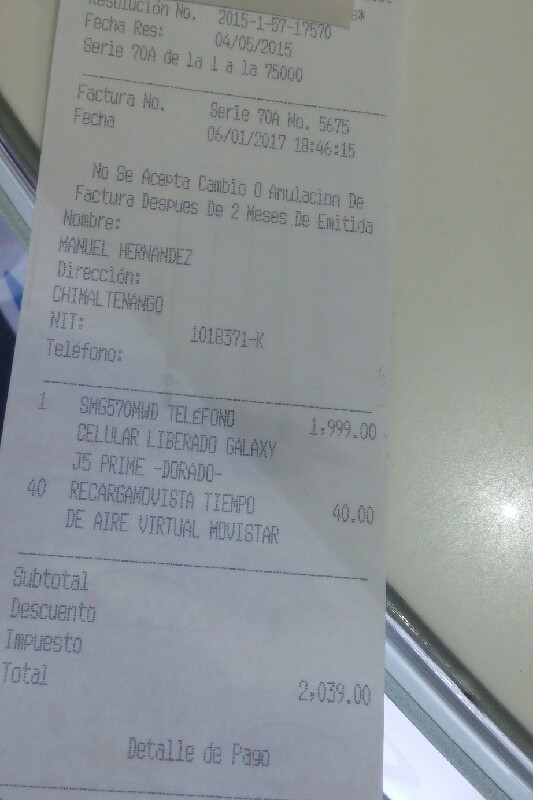 Resolución No. 2015-1-57-17570
Fecha Res: 04/05/2015
Serie 70A de la 1 a la 75000
Factura No. Serie 70A No. 5675
Fecha 06/01/2017 18:46:15
No Se Acepta Cambio O Anulacion De
Factura Despues De 2 Meses De Emitida
Nombre:
MANUEL HERNANDEZ
Dirección:
CHIMALTENANGO
NIT: 1018371-K
Teléfono:
1 SMG570MWD TELéFONO 1,999.00
CELULAR LIBERADO GALAXY
J5 PRIME -DORADO-
40 RECARGAMOVISTA TIEMPO 40.00
DE AIRE VIRTUAL MOVISTAR
Subtotal
Descuento
Impuesto
Total 2,039.00
Detalle de Pago